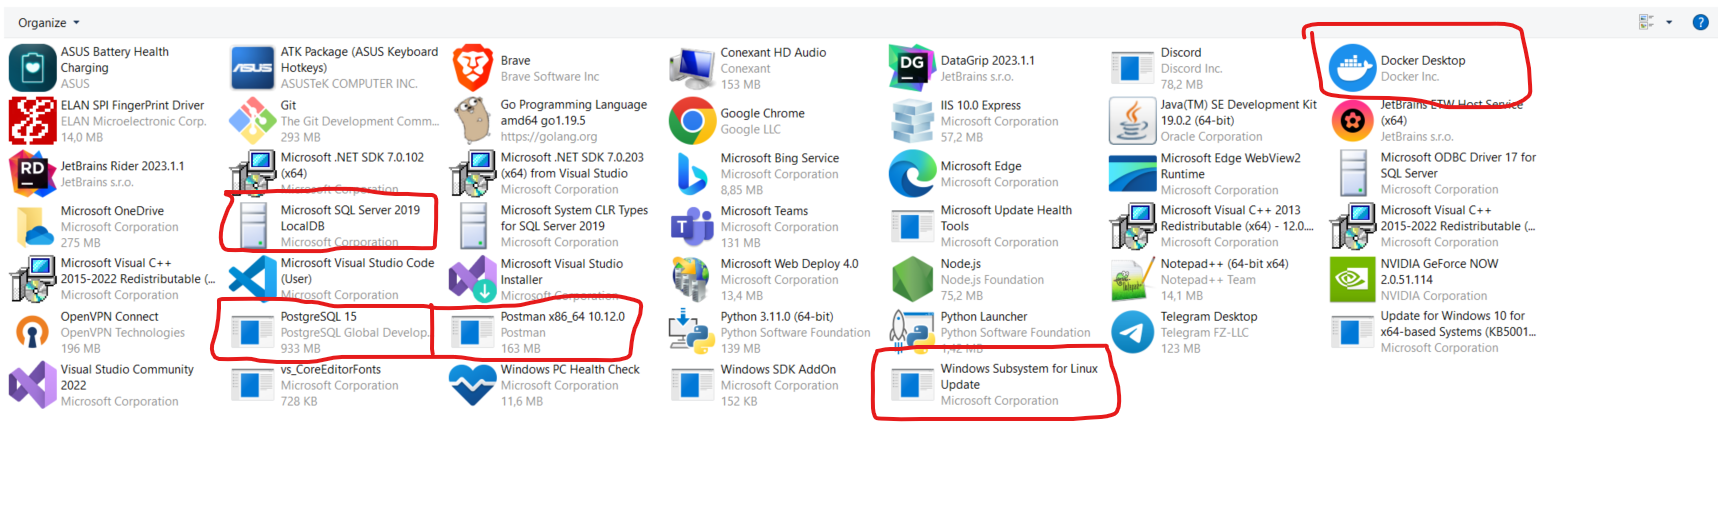 Organize
ASUS Battery Health
Charging
ASUS
ATK Package (ASUS Keyboard
Hotkeys)
ASUSTeK COMPUTER INC.
Brave
Brave Software Inc
Conexant HD Audio
Conexant
153 MB
DataGrip 2023.1.1
JetBrains s.r.o.
Discord
Discord Inc.
78,2 MB
Docker Desktop
Docker Inc.
ELAN SPI FingerPrint Driver
ELAN Microelectronic Corp.
14,0 MB
Git
The Git Development Comm...
293 MB
Go Programming Language
amd64 go1.19.5
https://golang.org
Google Chrome
Google LLC
IIS 10.0 Express
Microsoft Corporation
57,2 MB
Java(TM) SE Development Kit
19.0.2 (64-bit)
Oracle Corporation
JetBrains ETW Host Service
(x64)
JetBrains s.r.o.
JetBrains Rider 2023.1.1
JetBrains s.r.o.
Microsoft .NET SDK 7.0.102
(x64)
Microsoft Corporation
Microsoft .NET SDK 7.0.203
(x64) from Visual Studio
Microsoft Corporation
Microsoft Bing Service
Microsoft Corporation
8,85 MB
Microsoft Edge
Microsoft Corporation
Microsoft Edge WebView2
Runtime
Microsoft Corporation
Microsoft ODBC Driver 17 for
SQL Server
Microsoft Corporation
Microsoft OneDrive
Microsoft Corporation
275 MB
Microsoft SQL Server 2019
LocalDB
Microsoft Corporation
Microsoft System CLR Types
for SQL Server 2019
Microsoft Corporation
Microsoft Teams
Microsoft Corporation
131 MB
Microsoft Update Health
Tools
Microsoft Corporation
Microsoft Visual C++ 2013
Redistributable (x64) - 12.0....
Microsoft Corporation
Microsoft Visual C++
2015-2022 Redistributable (...
Microsoft Corporation
Microsoft Visual C++
2015-2022 Redistributable (...
Microsoft Corporation
Microsoft Visual Studio Code
(User)
Microsoft Corporation
Microsoft Visual Studio
Installer
Microsoft Corporation
Microsoft Web Deploy 4.0
Microsoft Corporation
13,4 MB
Node.js
Node.js Foundation
75,2 MB
Notepad++ (64-bit x64)
Notepad++ Team
14,1 MB
NVIDIA GeForce NOW
2.0.51.114
NVIDIA Corporation
OpenVPN Connect
OpenVPN Technologies
196 MB
PostgreSQL 15
PostgreSQL Global Develop...
933 MB
Postman x86_64 10.12.0
Postman
163 MB
Python 3.11.0 (64-bit)
Python Software Foundation
139 MB
Python Launcher
Python Software Foundation
1,42 MB
Telegram Desktop
Telegram FZ-LLC
123 MB
Update for Windows 10 for
x64-based Systems (KB5001...
Microsoft Corporation
Visual Studio Community
2022
Microsoft Corporation
vs_CoreEditorFonts
Microsoft Corporation
728 KB
Windows PC Health Check
Microsoft Corporation
11,6 MB
Windows SDK AddOn
Microsoft Corporation
152 KB
Windows Subsystem for Linux
Update
Microsoft Corporation